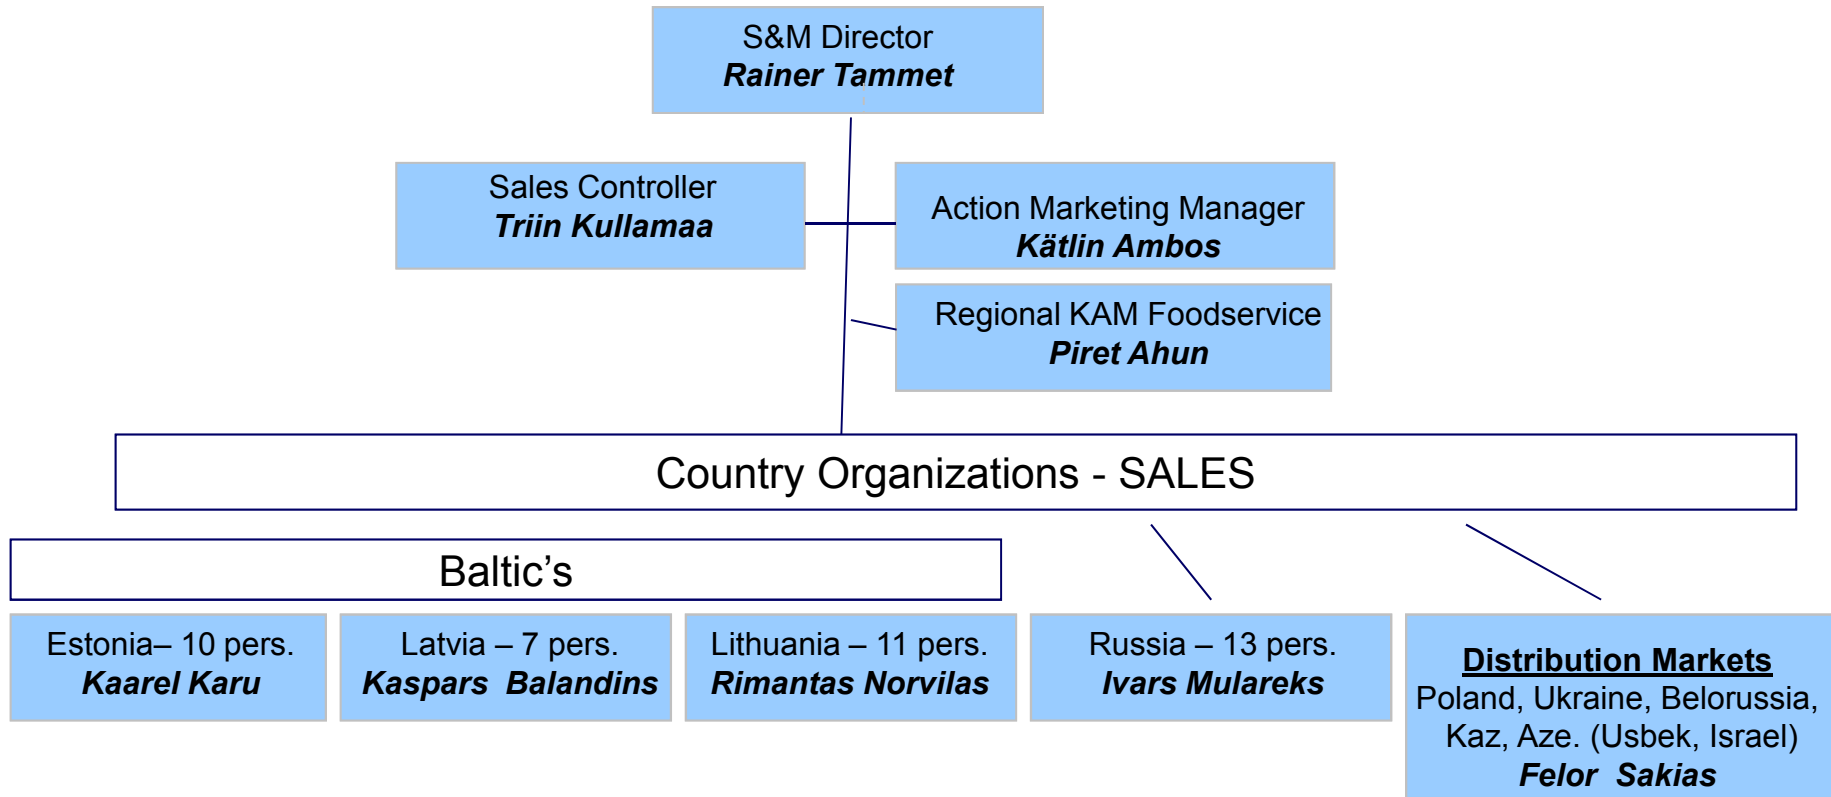 S&M Director
Rainer Tammet
Sales Controller
Triin Kullamaa
Action Marketing Manager
Kätlin Ambos
Regional KAM Foodservice
Piret Ahun
Country Organizations - SALES
Baltic’s
Estonia– 10 pers.
Kaarel Karu
Latvia – 7 pers.
Kaspars Balandins
Lithuania – 11 pers.
Rimantas Norvilas
Russia – 13 pers.
Ivars Mulareks
Distribution Markets
Poland, Ukraine, Belorussia,
Kaz, Aze. (Usbek, Israel)
Felor Sakias